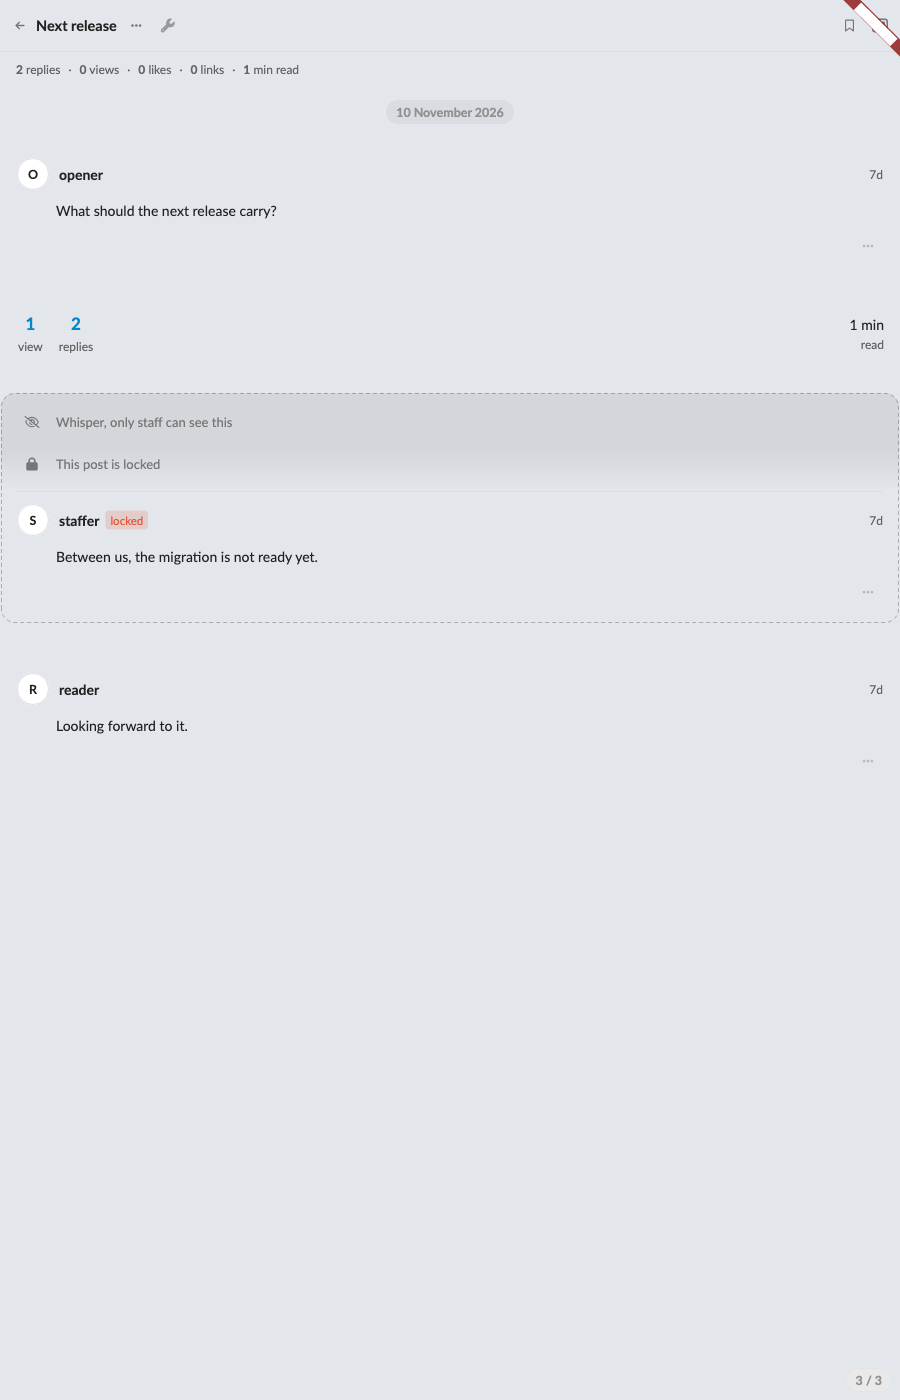 Next release
2 replies · 0 views · 0 likes · 0 links · 1 min read
10 November 2026
O opener 7d
What should the next release carry?
1 2 1 min
view replies read
Whisper, only staff can see this
This post is locked
S staffer locked 7d
Between us, the migration is not ready yet.
R reader 7d
Looking forward to it.
3 / 3